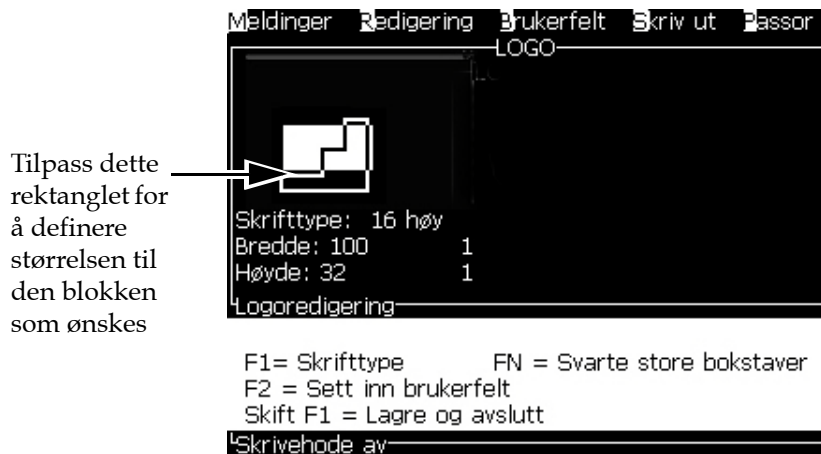 Meldinger Redigering Brukerfelt Skriv ut Passor
LOGO
Tilpass dette
rektanglet for
å definere
størrelsen til
den blokken
som ønskes
Skrifttype: 16 høy
Bredde: 100 1
Høyde: 32 1
Logoredigering
F1= Skrifttype FN = Svarte store bokstaver
F2 = Sett inn brukerfelt
Skift F1 = Lagre og avslutt
Skrivehode av